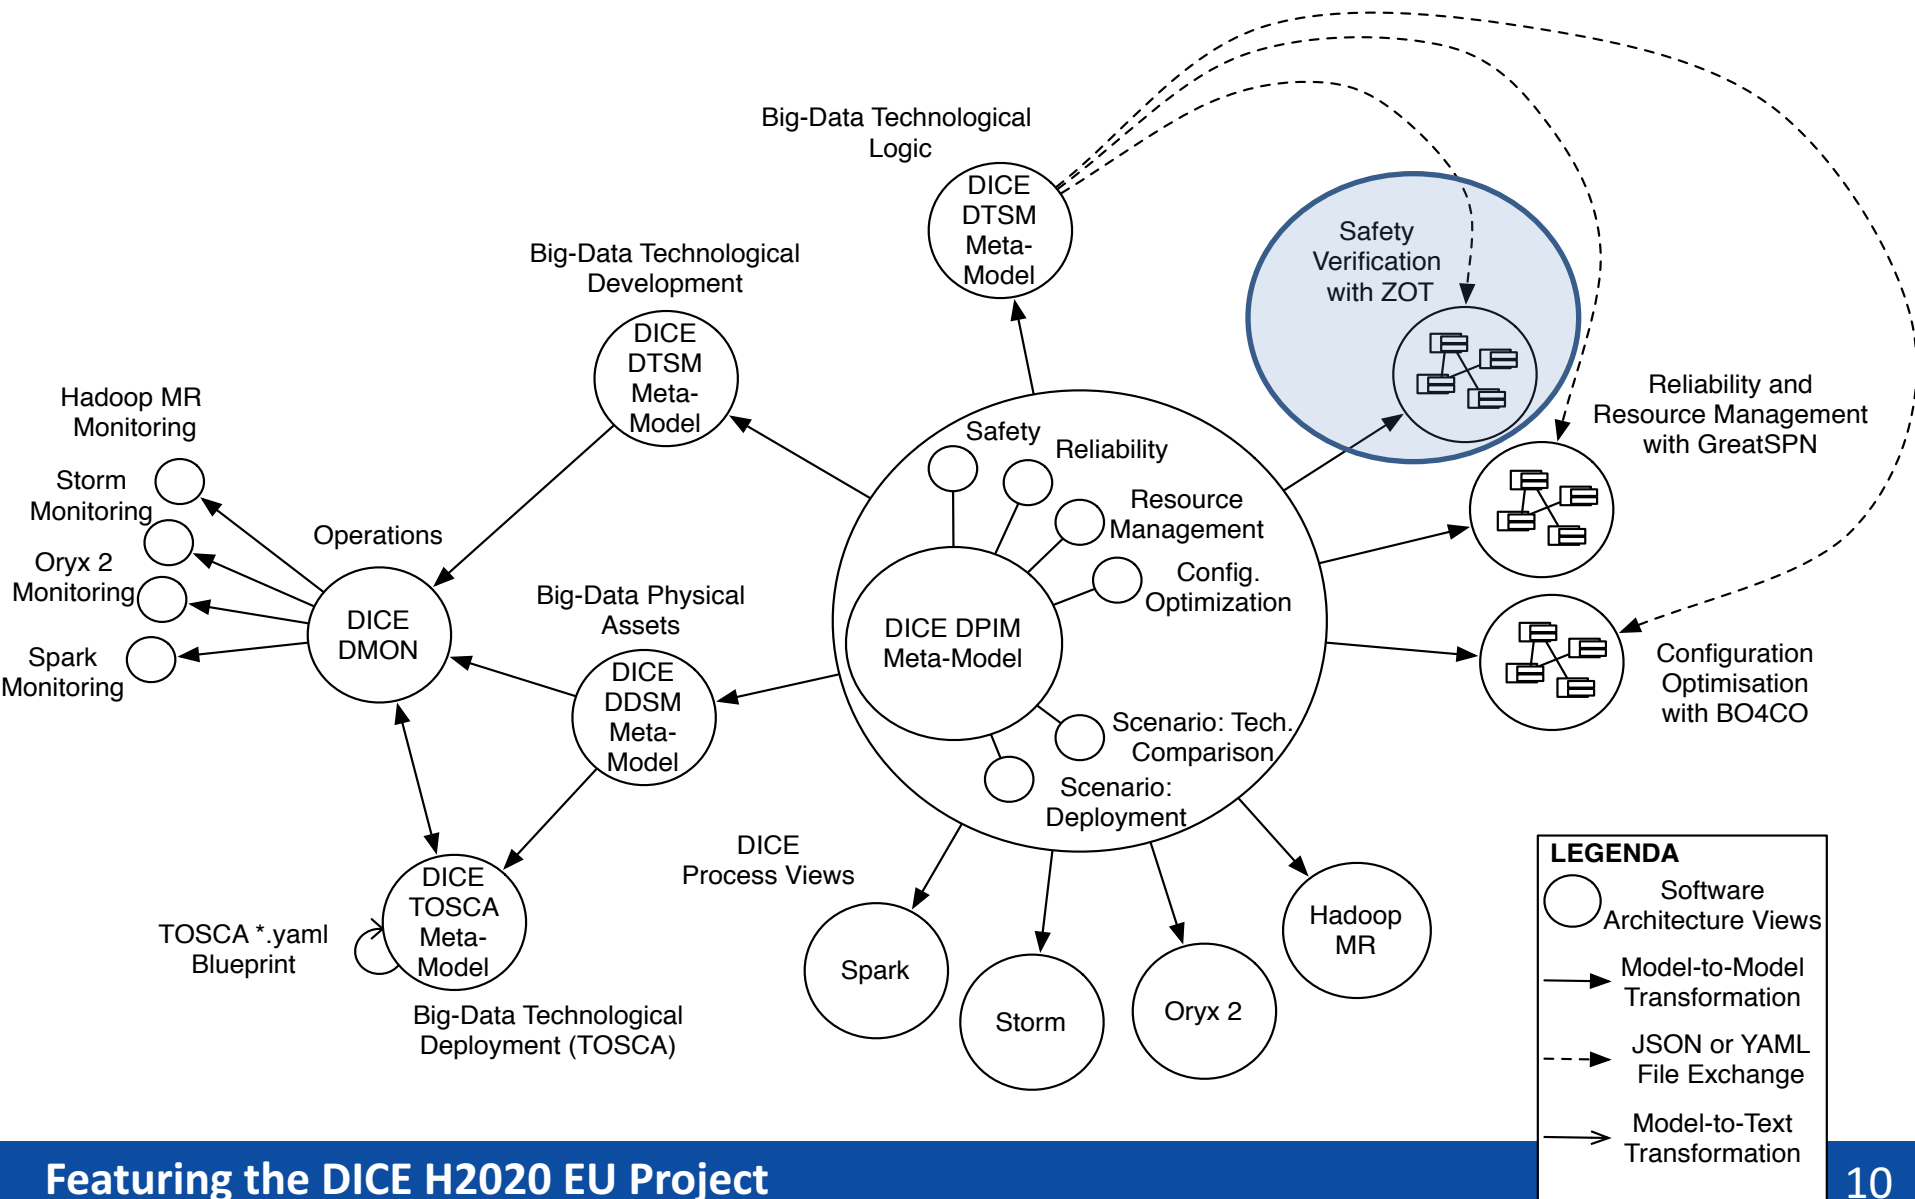 Big-Data Technological
Logic
DICE
DTSM
Meta-
Model
Big-Data Technological
Development
DICE
DTSM
Meta-
Model
Safety
Verification
with ZOT
Reliability and
Resource Management
with GreatSPN
Configuration
Optimisation
with BO4CO
Hadoop MR
Monitoring
Storm
Monitoring
Oryx 2
Monitoring
Spark
Monitoring
Operations
DICE
DMON
Big-Data Physical
Assets
DICE
DDSM
Meta-
Model
Safety
Reliability
Resource
Management
Config.
Optimization
DICE DPIM
Meta-Model
Scenario: Tech.
Comparison
Scenario:
Deployment
DICE
Process Views
Spark
Storm
Oryx 2
Hadoop
MR
TOSCA *.yaml
Blueprint
DICE
TOSCA
Meta-
Model
Big-Data Technological
Deployment (TOSCA)
LEGENDA
Software
Architecture Views
Model-to-Model
Transformation
JSON or YAML
File Exchange
Model-to-Text
Transformation
Featuring the DICE H2020 EU Project
10